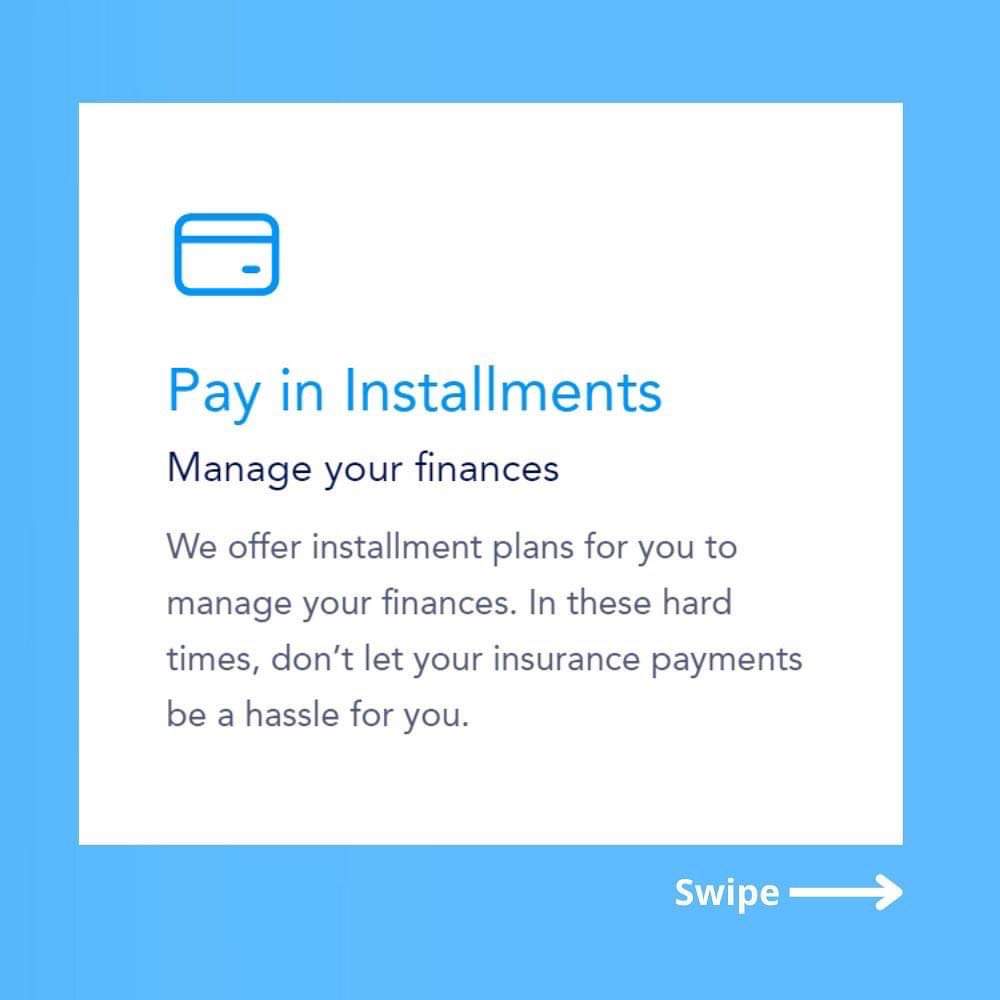 Pay in Installments
Manage your finances
We offer installment plans for you to
manage your finances. In these hard
times, don’t let your insurance payments
be a hassle for you.
Swipe